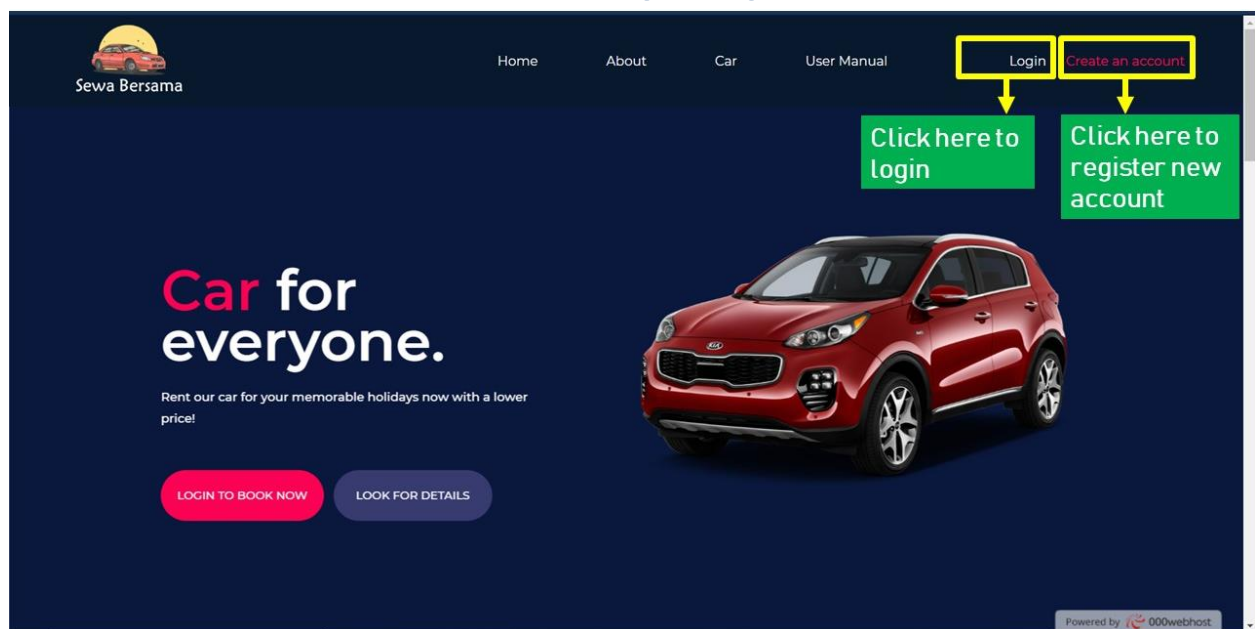 Sewa Bersama
Home
About
Car
User Manual
Login
Create an account
Click here to
login
Click here to
register new
account
Car for
everyone.
Rent our car for your memorable holidays now with a lower
price!
LOGIN TO BOOK NOW
LOOK FOR DETAILS
Powered by 000webhost